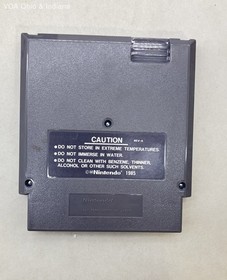 VOA Ohio & Indiana
CAUTION
• DO NOT STORE IN EXTREME TEMPERATURES.
• DO NOT IMMERSE IN WATER.
• DO NOT CLEAN WITH BENZENE, THINNER,
ALCOHOL OR OTHER SUCH SOLVENTS.
©Nintendo 1985